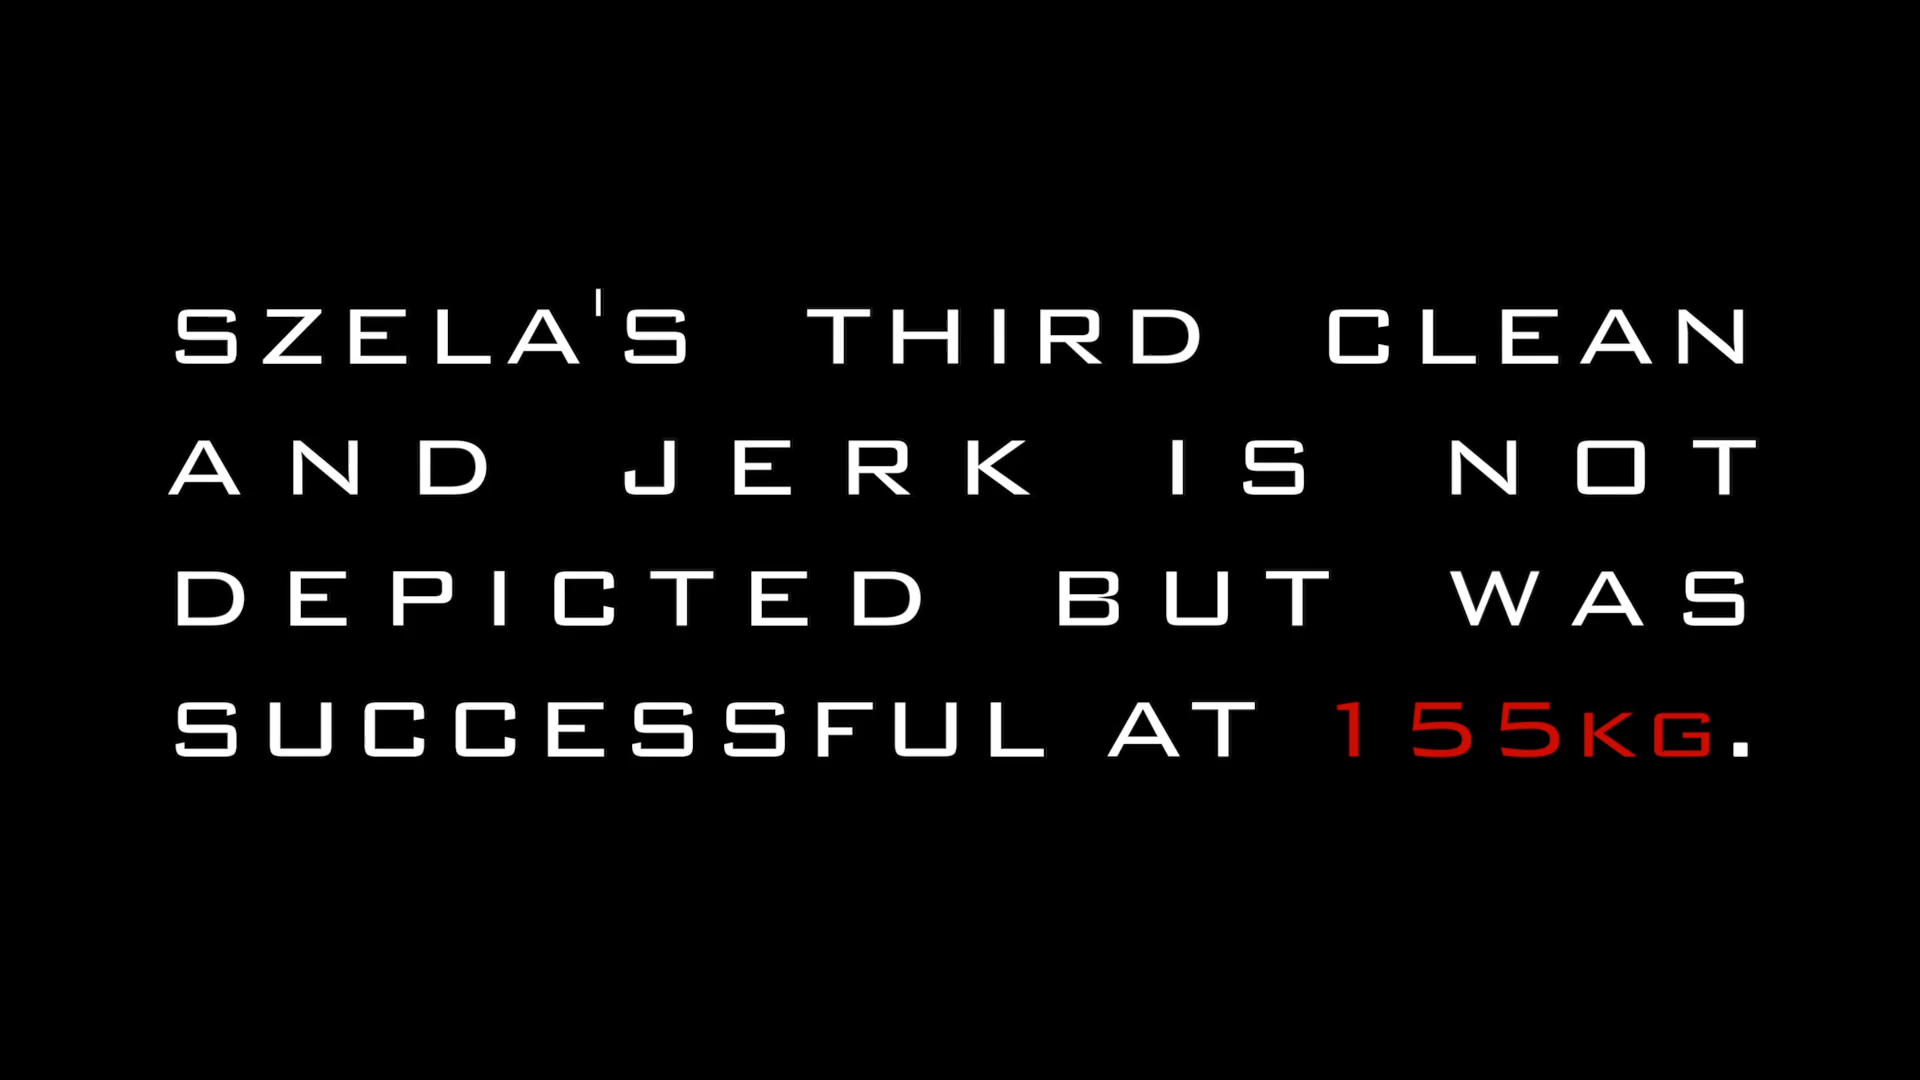 SZELA'S THIRD CLEAN
AND JERK IS NOT
DEPICTED BUT WAS
SUCCESSFUL AT 155KG.